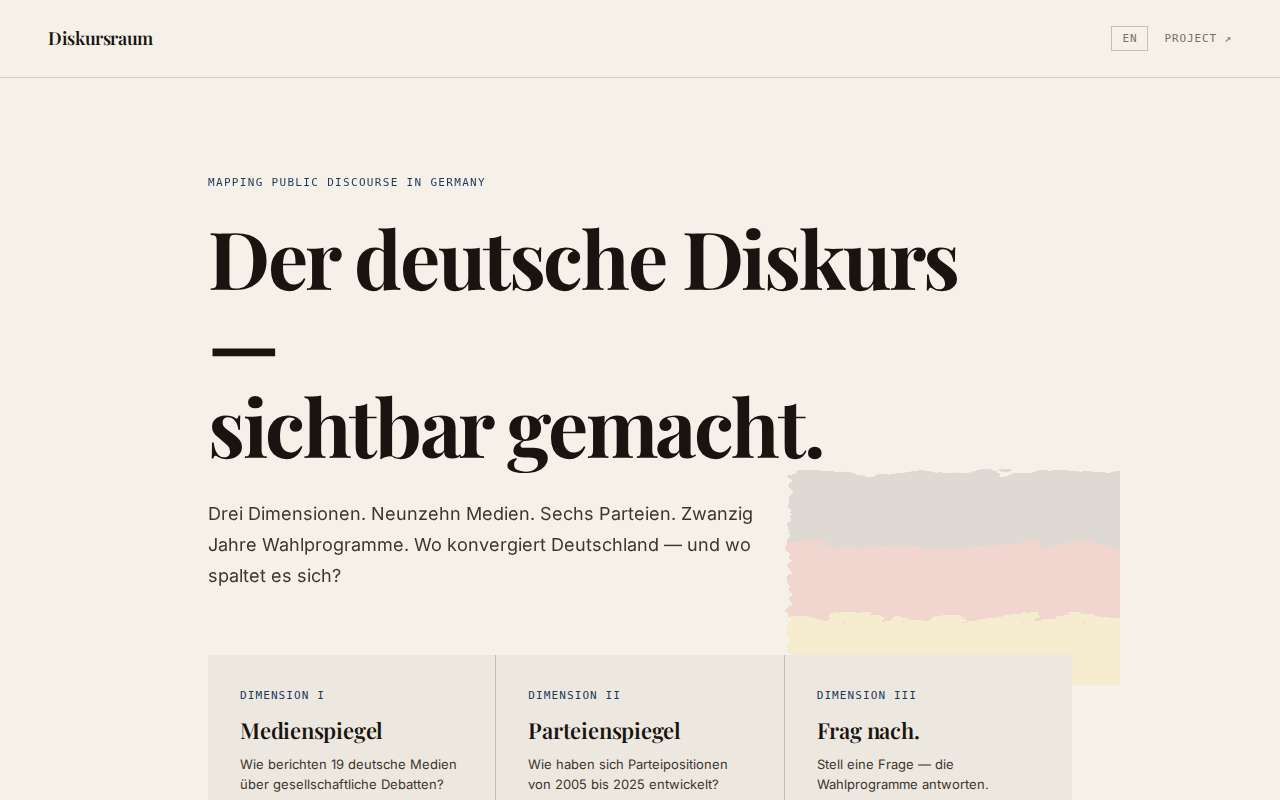 Diskursraum
EN
PROJECT ↗
MAPPING PUBLIC DISCOURSE IN GERMANY
Der deutsche Diskurs
—
sichtbar gemacht.
Drei Dimensionen. Neunzehn Medien. Sechs Parteien. Zwanzig
Jahre Wahlprogramme. Wo konvergiert Deutschland — und wo
spaltet es sich?
DIMENSION I
Medienspiegel
Wie berichten 19 deutsche Medien
über gesellschaftliche Debatten?
DIMENSION II
Parteienspiegel
Wie haben sich Parteipositionen
von 2005 bis 2025 entwickelt?
DIMENSION III
Frag nach.
Stell eine Frage — die
Wahlprogramme antworten.